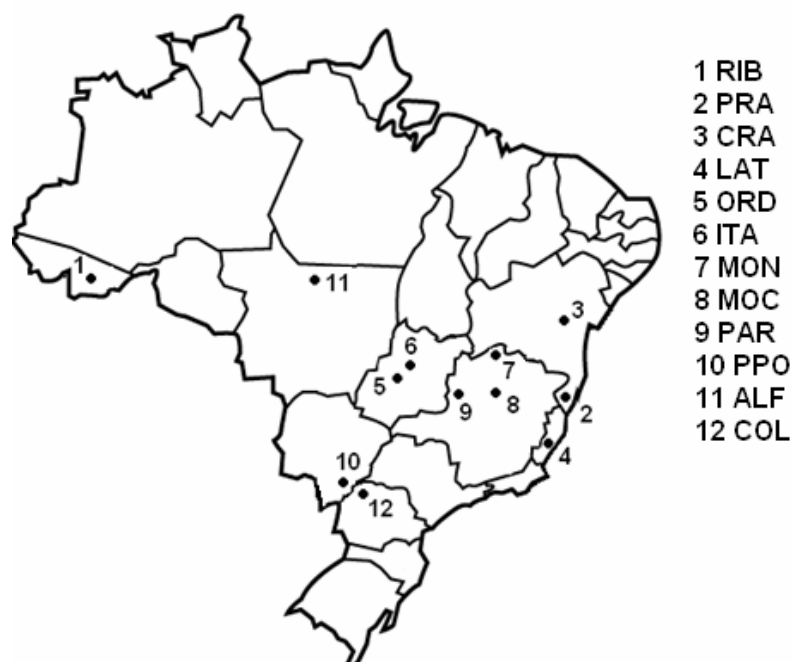 1 RIB
2 PRA
3 CRA
4 LAT
5 ORD
6 ITA
7 MON
8 MOC
9 PAR
10 PPO
11 ALF
12 COL
1
11
3
6
5
7
9
8
2
4
10
12